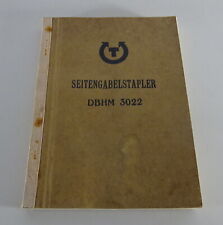 T
SEITENGABELSTAPLER
DBHM 3022